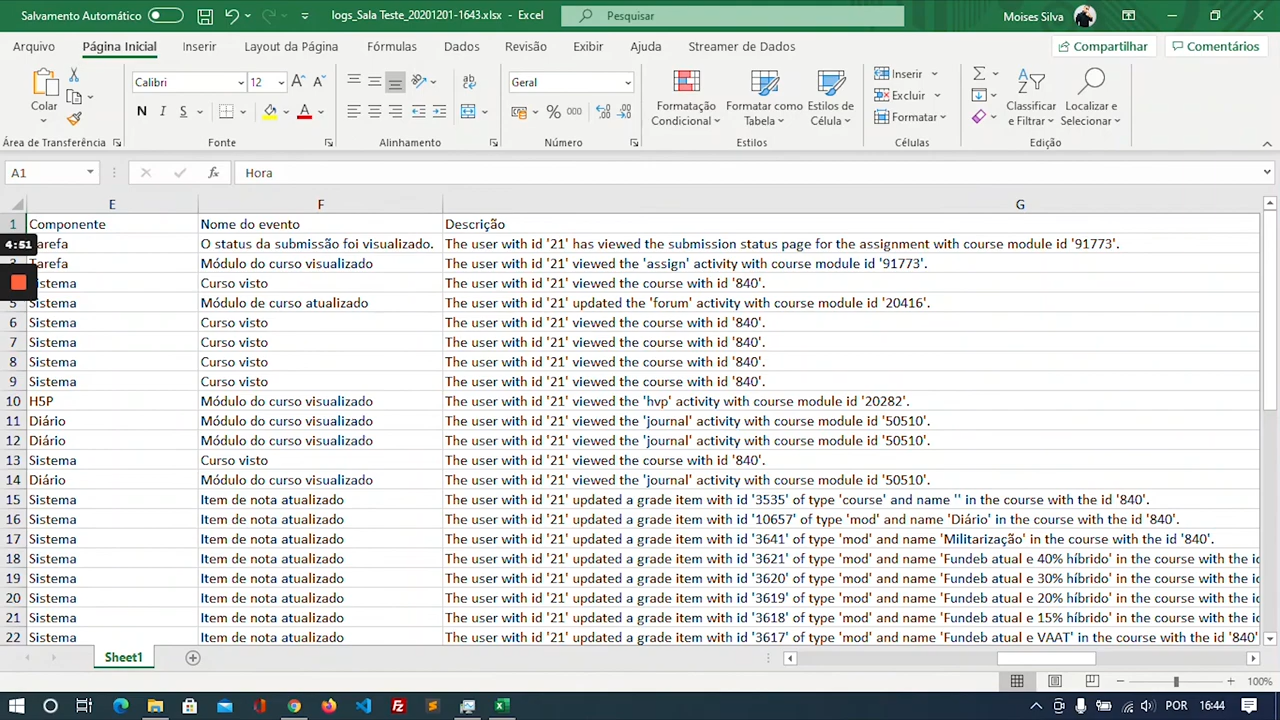 Salvamento Automático
logs_Sala Teste_20201201-1643.xlsx - Excel
Pesquisar
Moises Silva
Arquivo Página Inicial Inserir Layout da Página Fórmulas Dados Revisão Exibir Ajuda Streamer de Dados
Compartilhar
Comentários
Colar
Calibri 12
N I S A
Geral
% 000
Formatação Condicional
Formatar como Tabela
Estilos de Célula
Inserir
Excluir
Formatar
Classificar e Filtrar
Localizar e Selecionar
Área de Transferência Fonte Alinhamento Número Estilos Células Edição
A1 fx Hora
E F G
1 Componente Nome do evento Descrição
4:51 Tarefa O status da submissão foi visualizado. The user with id '21' has viewed the submission status page for the assignment with course module id '91773'.
3 Tarefa Módulo do curso visualizado The user with id '21' viewed the 'assign' activity with course module id '91773'.
istema Curso visto The user with id '21' viewed the course with id '840'.
5 istema Módulo de curso atualizado The user with id '21' updated the 'forum' activity with course module id '20416'.
6 Sistema Curso visto The user with id '21' viewed the course with id '840'.
7 Sistema Curso visto The user with id '21' viewed the course with id '840'.
8 Sistema Curso visto The user with id '21' viewed the course with id '840'.
9 Sistema Curso visto The user with id '21' viewed the course with id '840'.
10 H5P Módulo do curso visualizado The user with id '21' viewed the 'hvp' activity with course module id '20282'.
11 Diário Módulo do curso visualizado The user with id '21' viewed the 'journal' activity with course module id '50510'.
12 Diário Módulo do curso visualizado The user with id '21' viewed the 'journal' activity with course module id '50510'.
13 Sistema Curso visto The user with id '21' viewed the course with id '840'.
14 Diário Módulo do curso visualizado The user with id '21' viewed the 'journal' activity with course module id '50510'.
15 Sistema Item de nota atualizado The user with id '21' updated a grade item with id '3535' of type 'course' and name '' in the course with the id '840'.
16 Sistema Item de nota atualizado The user with id '21' updated a grade item with id '10657' of type 'mod' and name 'Diário' in the course with the id '840'.
17 Sistema Item de nota atualizado The user with id '21' updated a grade item with id '3641' of type 'mod' and name 'Militarização' in the course with the id '840'.
18 Sistema Item de nota atualizado The user with id '21' updated a grade item with id '3621' of type 'mod' and name 'Fundeb atual e 40% híbrido' in the course with the id
19 Sistema Item de nota atualizado The user with id '21' updated a grade item with id '3620' of type 'mod' and name 'Fundeb atual e 30% híbrido' in the course with the id
20 Sistema Item de nota atualizado The user with id '21' updated a grade item with id '3619' of type 'mod' and name 'Fundeb atual e 20% híbrido' in the course with the id
21 Sistema Item de nota atualizado The user with id '21' updated a grade item with id '3618' of type 'mod' and name 'Fundeb atual e 15% híbrido' in the course with the id
22 Sistema Item de nota atualizado The user with id '21' updated a grade item with id '3617' of type 'mod' and name 'Fundeb atual e VAAT' in the course with the id '840'
Sheet1
100%
POR 16:44